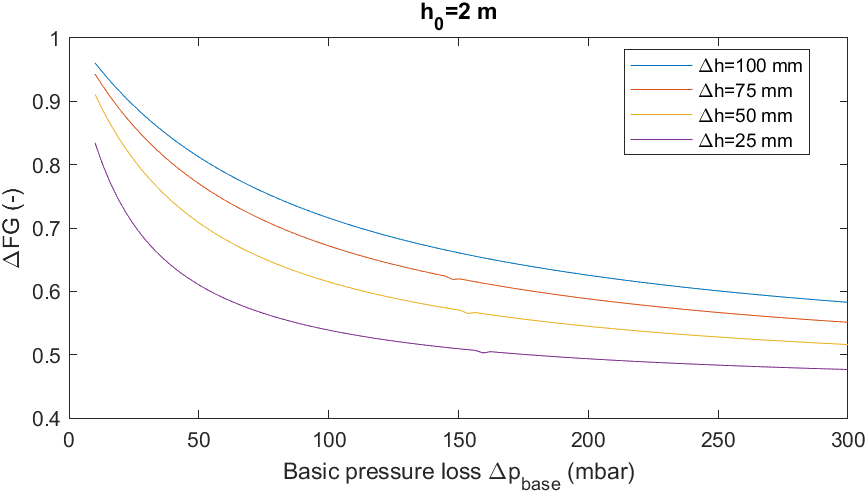 h₀=2 m
Δh=100 mm
Δh=75 mm
Δh=50 mm
Δh=25 mm
ΔFG (-)
1
0.9
0.8
0.7
0.6
0.5
0.4
0 50 100 150 200 250 300
Basic pressure loss Δp_base (mbar)